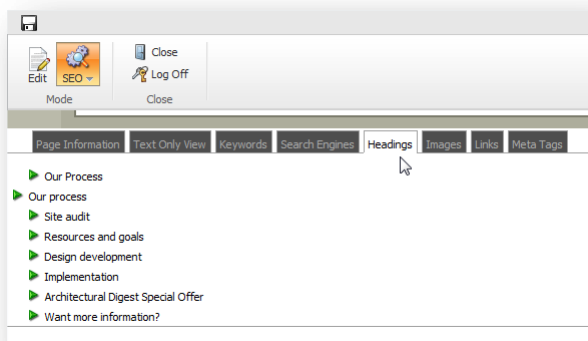 Close
Edit SEO Log Off
Mode Close
Page Information Text Only View Keywords Search Engines Headings Images Links Meta Tags
Our Process
Our process
Site audit
Resources and goals
Design development
Implementation
Architectural Digest Special Offer
Want more information?